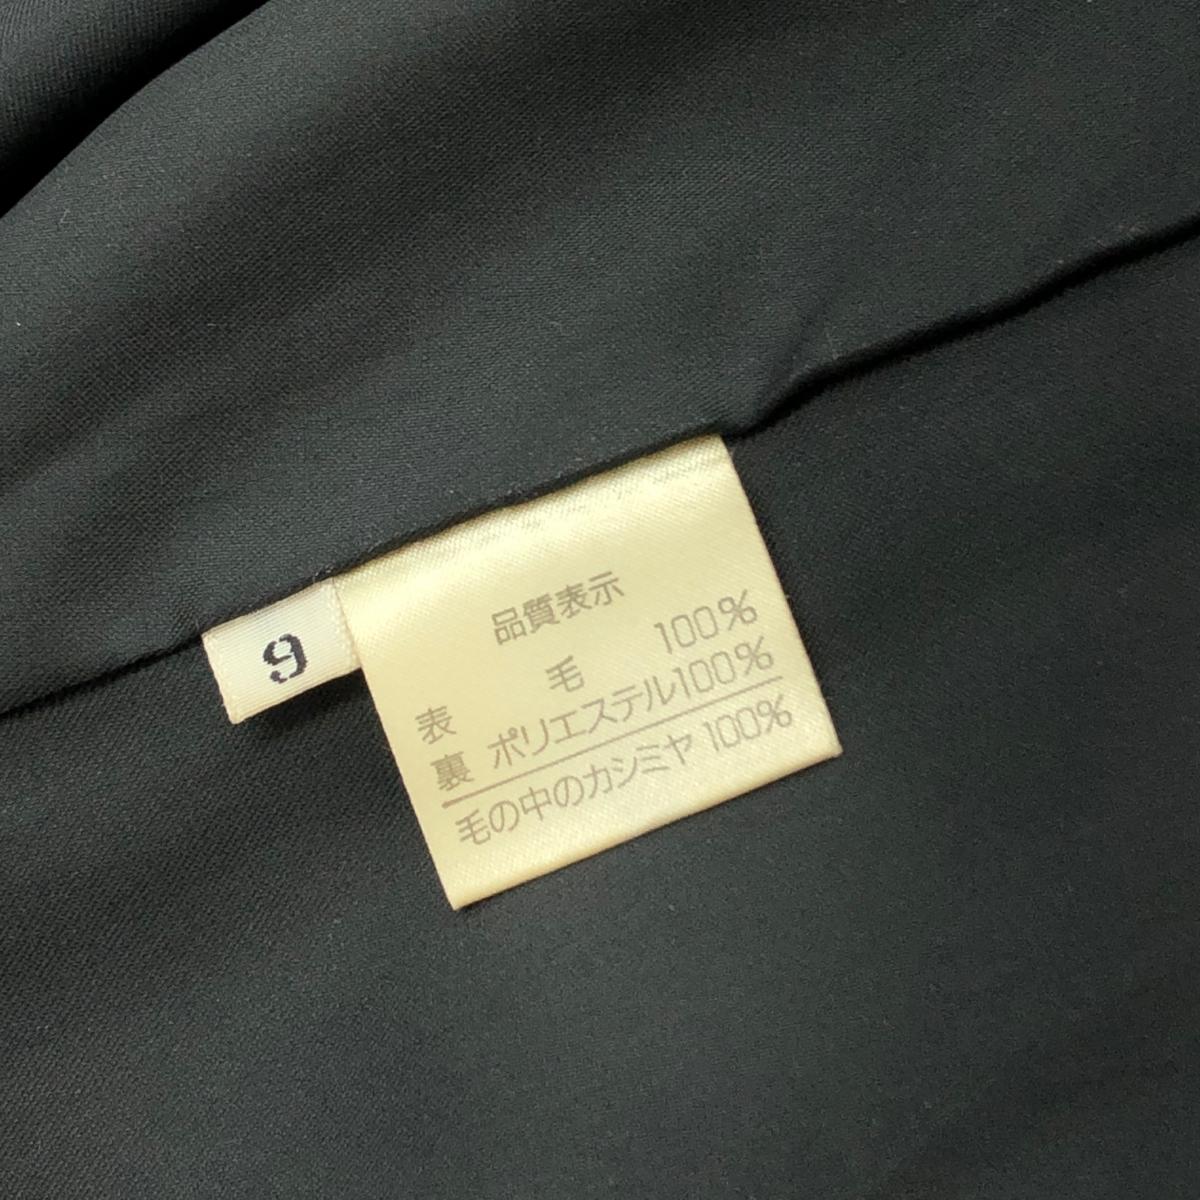 9
品質表示
表 毛 100%
裏 ポリエステル100%
毛の中のカシミヤ 100%